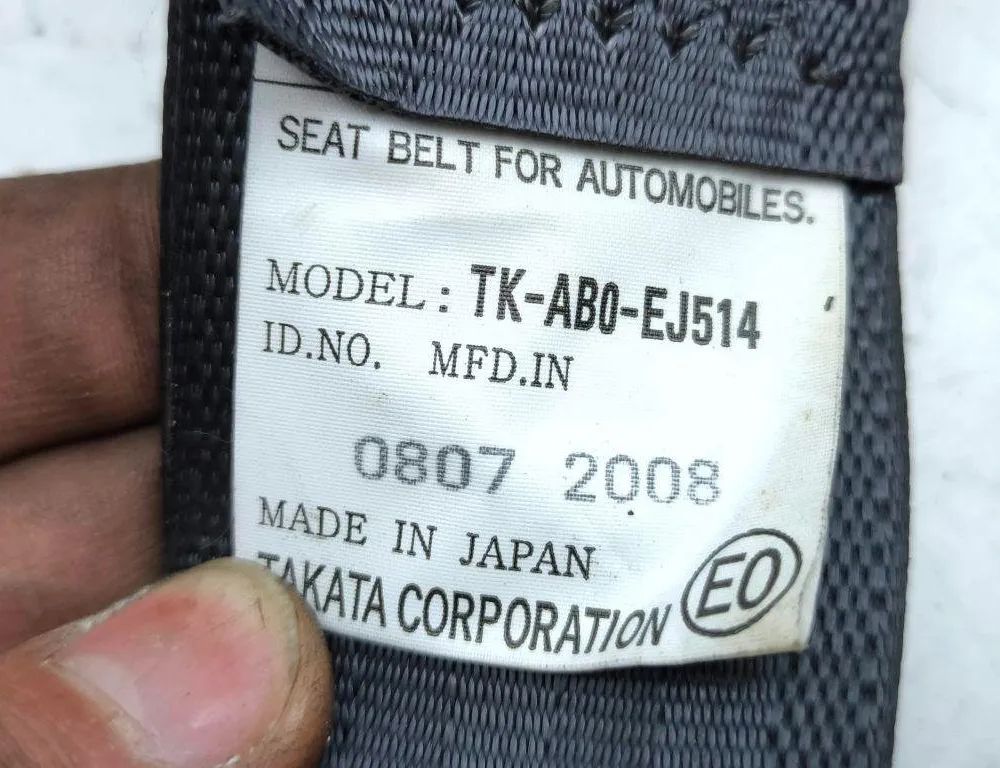 SEAT BELT FOR AUTOMOBILES.
MODEL : TK-AB0-EJ514
ID.NO. MFD.IN
0807 2008
MADE IN JAPAN
TAKATA CORPORATION EO